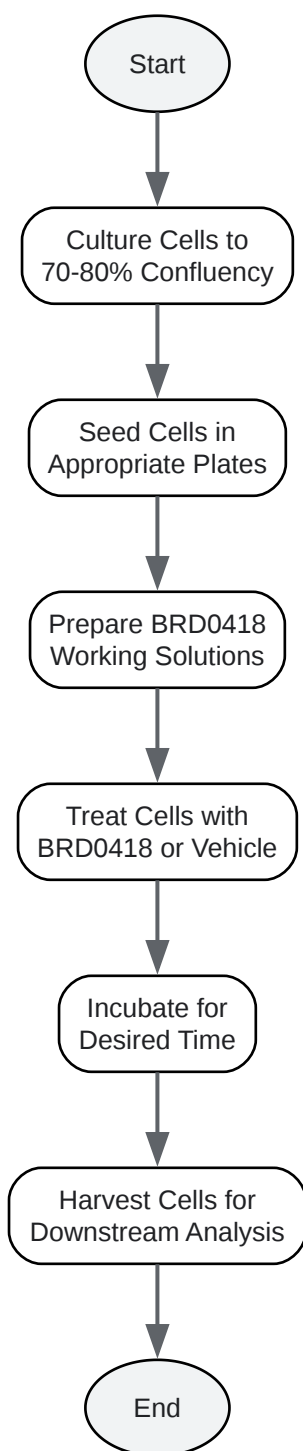 Start
Culture Cells to
70-80% Confluency
Seed Cells in
Appropriate Plates
Prepare BRD0418
Working Solutions
Treat Cells with
BRD0418 or Vehicle
Incubate for
Desired Time
Harvest Cells for
Downstream Analysis
End